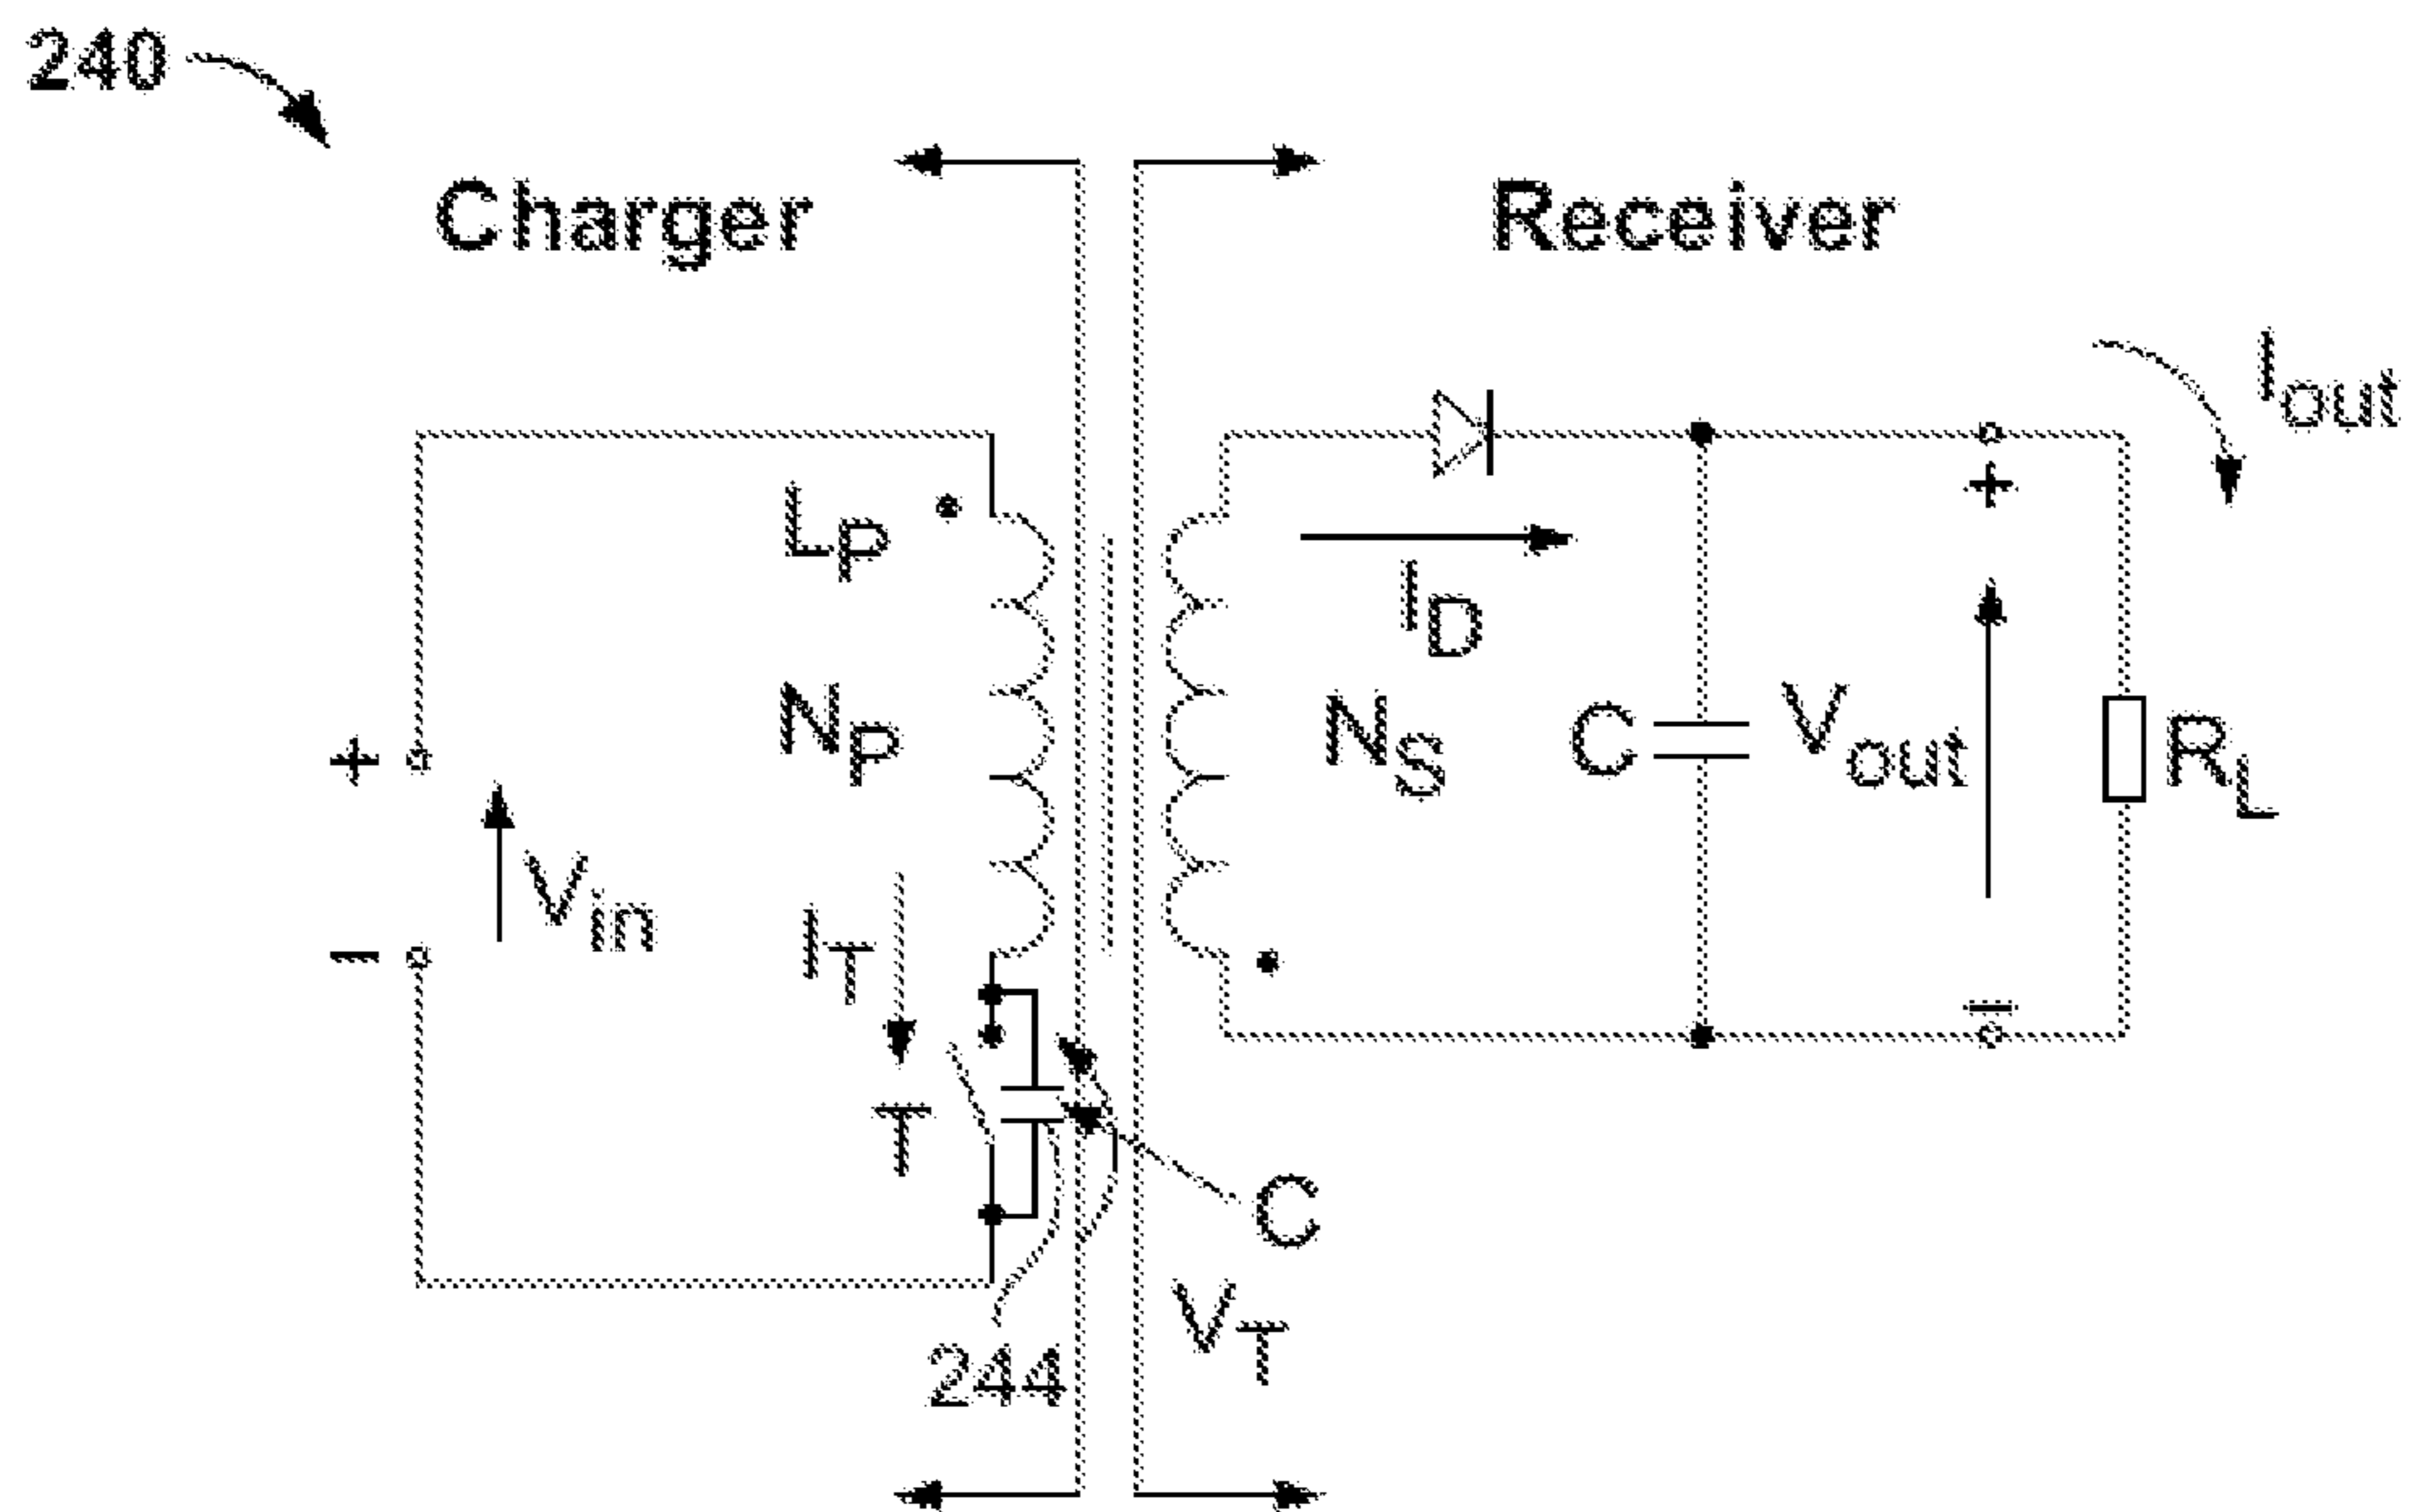 240
Charger
Receiver
Iout
LP
ID
NP
NS
C
Vout
RL
+
+
Vin
−
IT
−
T
C
VT
244